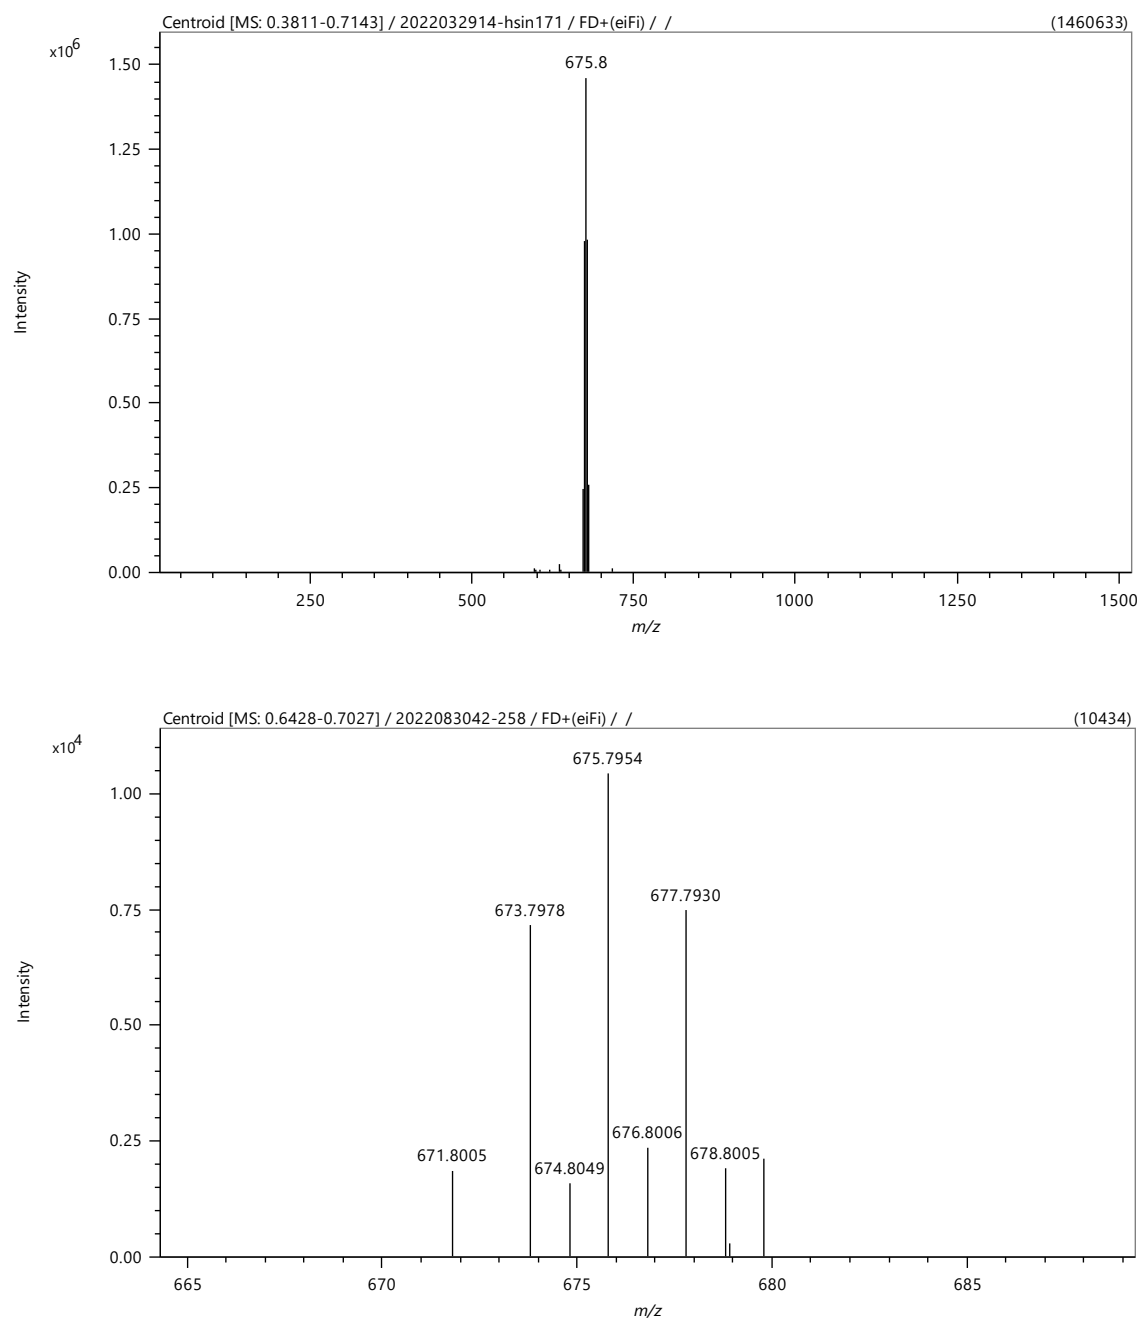 Centroid [MS: 0.3811-0.7143] / 2022032914-hsin171 / FD+(eiFi) / / (1460633)
x10^6
675.8
1.50
1.25
1.00
0.75
0.50
0.25
0.00
Intensity
250 500 750 1000 1250 1500
m/z
Centroid [MS: 0.6428-0.7027] / 2022083042-258 / FD+(eiFi) / / (10434)
x10^4
675.7954
1.00
677.7930
673.7978
0.75
0.50
0.25
676.8006
671.8005
678.8005
674.8049
0.00
Intensity
665 670 675 680 685
m/z